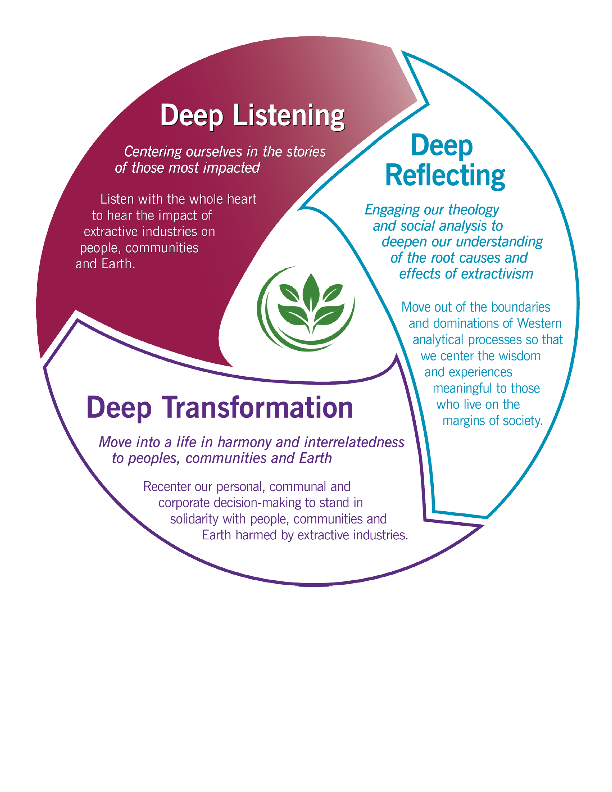 Deep Listening
Centering ourselves in the stories
of those most impacted
Listen with the whole heart
to hear the impact of
extractive industries on
people, communities
and Earth.
Deep
Reflecting
Engaging our theology
and social analysis to
deepen our understanding
of the root causes and
effects of extractivism
Move out of the boundaries
and dominations of Western
analytical processes so that
we center the wisdom
and experiences
meaningful to those
who live on the
margins of society.
Deep Transformation
Move into a life in harmony and interrelatedness
to peoples, communities and Earth
Recenter our personal, communal and
corporate decision-making to stand in
solidarity with people, communities and
Earth harmed by extractive industries.